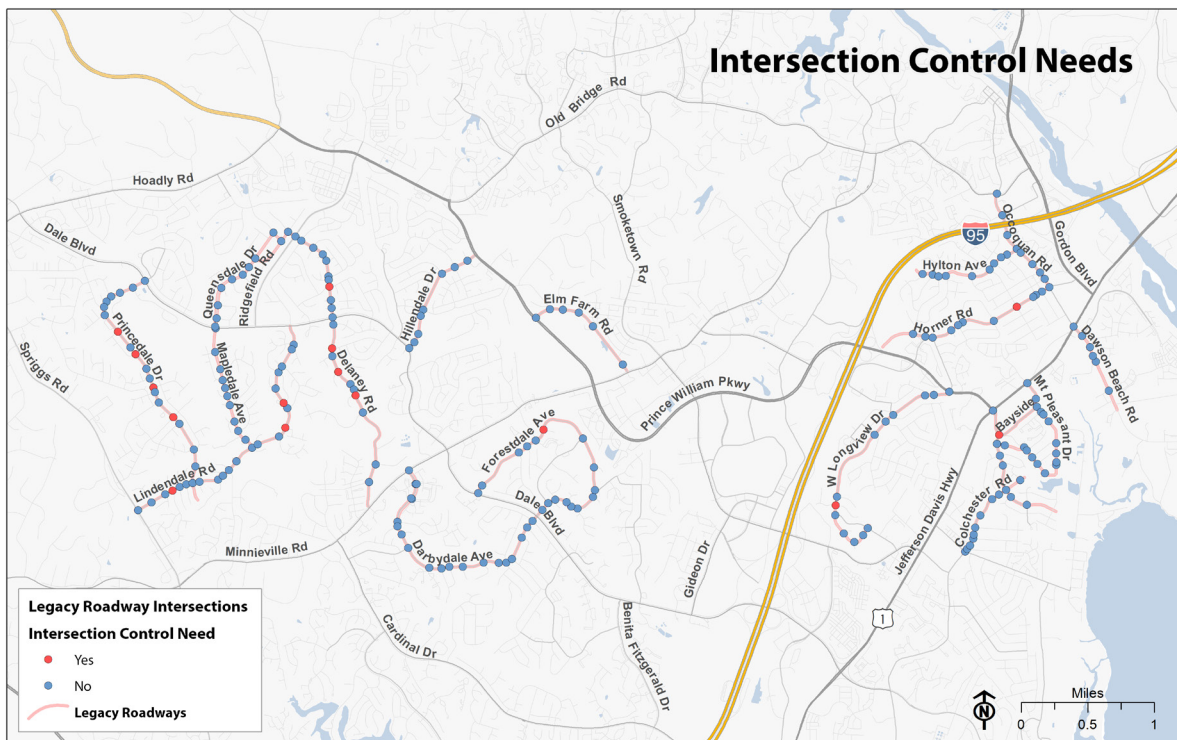 Intersection Control Needs
Old Bridge Rd
Hoadly Rd
Dale Blvd
Smoketown Rd
Occoquan Rd
Gordon Blvd
95
Queensdale Dr
Ridgefield Rd
Hylton Ave
Hillendale Dr
Elm Farm Rd
Horner Rd
Princedale Dr
Spriggs Rd
Mapledale Ave
Delaney Rd
Dawson Beach Rd
Prince William Pkwy
Mt Pleasant Dr
Bayside
Forestdale Ave
W Longview Dr
Lindendale Rd
Dale Blvd
Colchester Rd
Jefferson Davis Hwy
Minnieville Rd
Darbydale Ave
Gideon Dr
1
Cardinal Dr
Benita Fitzgerald Dr
Legacy Roadway Intersections
Intersection Control Need
Yes
No
Legacy Roadways
N
Miles
0 0.5 1